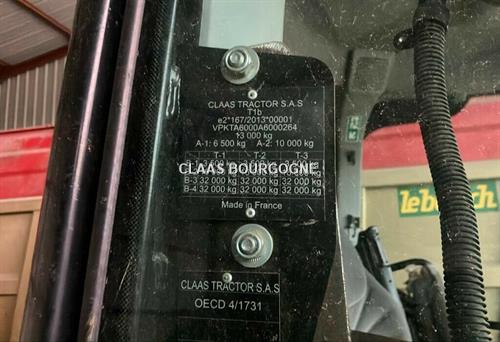 CLAAS TRACTOR S.A.S
T1b
e2*167/2013*00001
VPKTA6000A6000264
13 000 kg
A-1: 6 500 kg A-2: 10 000 kg
T-1 T-2 T-3
CLAAS BOURGOGNE
B-3 32 000 kg 32 000 kg 32 000 kg
B-4 32 000 kg 32 000 kg 32 000 kg
Made in France
CLAAS TRACTOR S.A.S
OECD 4/1731